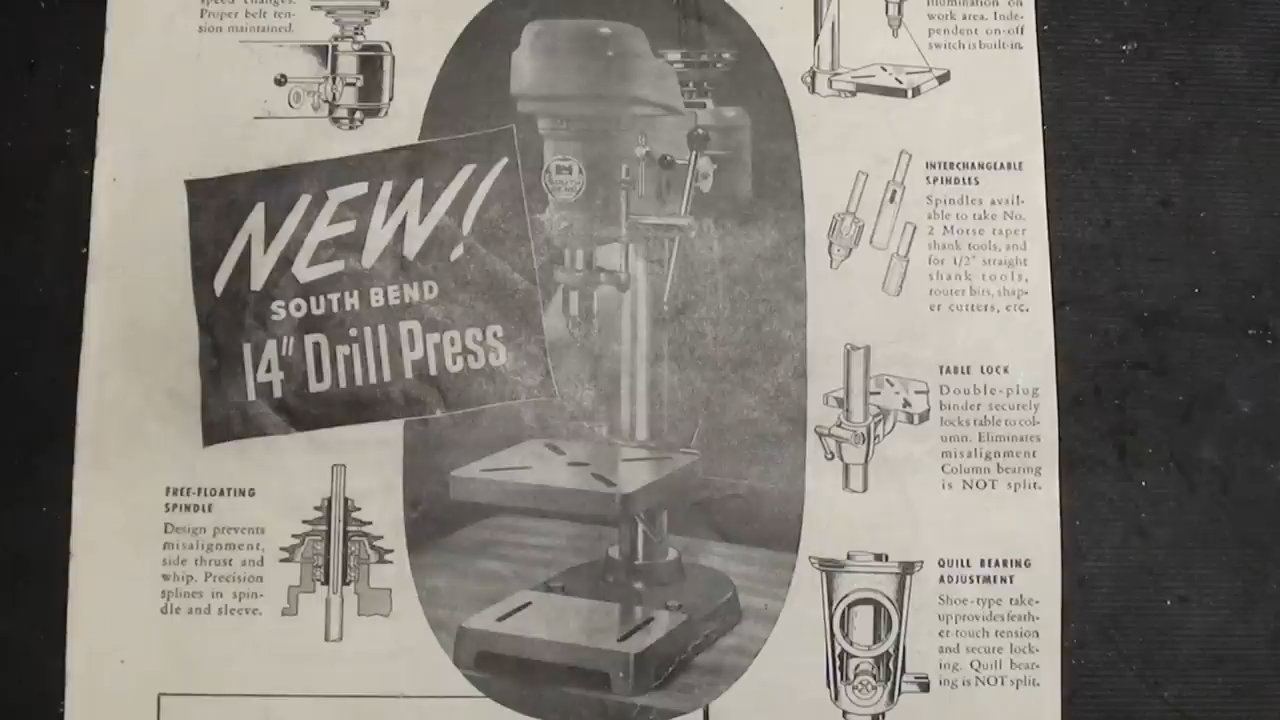 speed changes.
Proper belt ten-
sion maintained.
illumination on
work area. Inde-
pendent on-off
switch is built-in.
NEW!
SOUTH BEND
14" Drill Press
SOUTH
BEND
INTERCHANGEABLE
SPINDLES
Spindles avail-
able to take No.
2 Morse taper
shank tools, and
for 1/2" straight
shank tools,
router bits, shap-
er cutters, etc.
TABLE LOCK
Double-plug
binder securely
locks table to col-
umn. Eliminates
misalignment
Column bearing
is NOT split.
FREE-FLOATING
SPINDLE
Design prevents
misalignment,
side thrust and
whip. Precision
splines in spin-
dle and sleeve.
QUILL BEARING
ADJUSTMENT
Shoe-type take-
up provides feath-
er touch tension
and secure lock-
ing. Quill bear-
ing is NOT split.